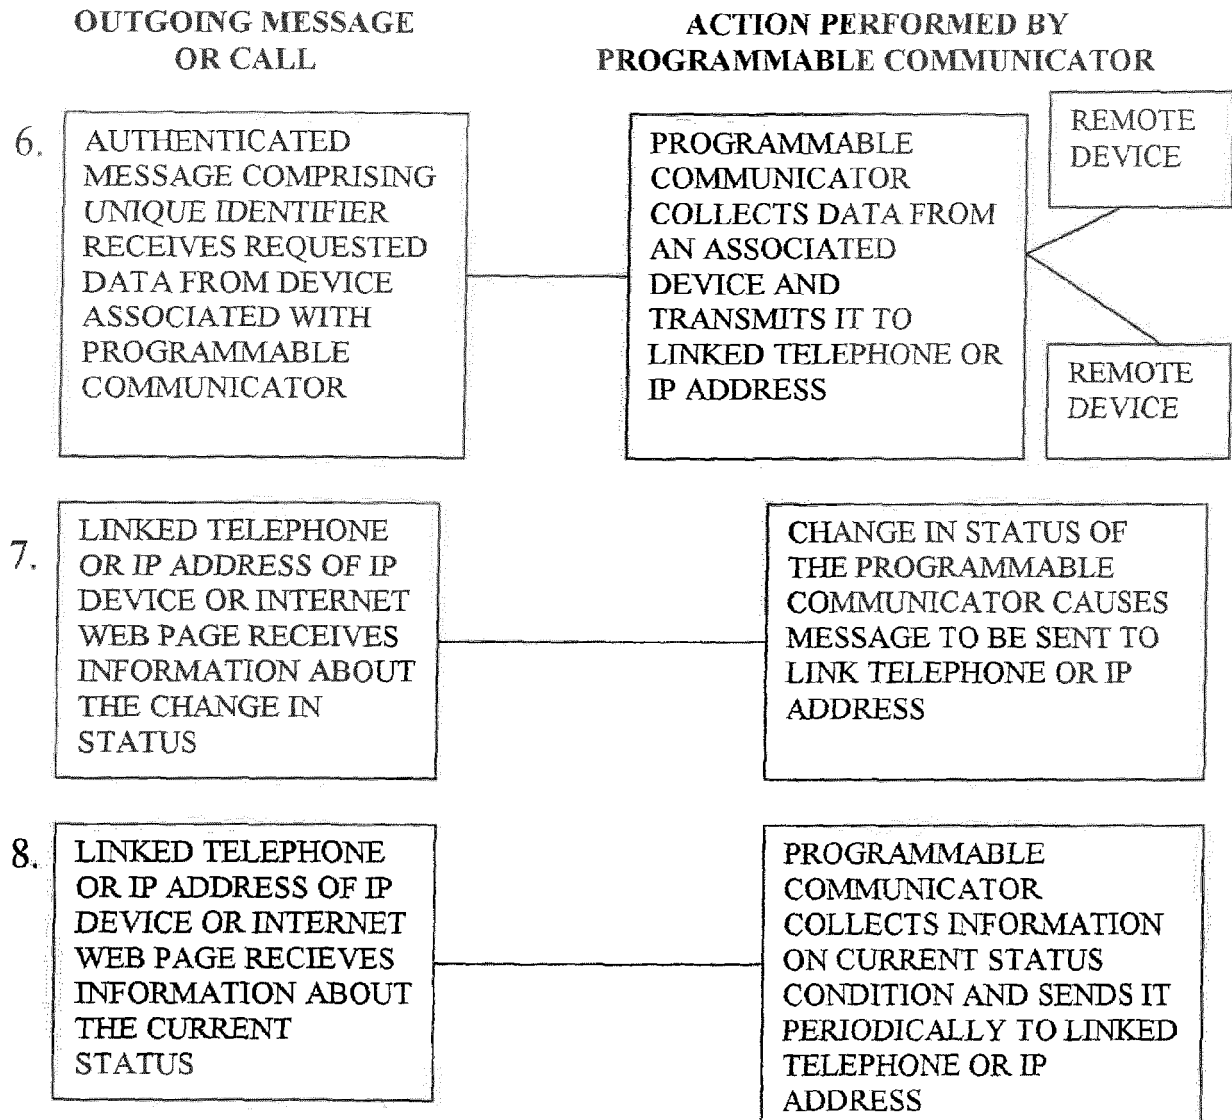 OUTGOING MESSAGE
OR CALL
ACTION PERFORMED BY
PROGRAMMABLE COMMUNICATOR
6.
AUTHENTICATED
MESSAGE COMPRISING
UNIQUE IDENTIFIER
RECEIVES REQUESTED
DATA FROM DEVICE
ASSOCIATED WITH
PROGRAMMABLE
COMMUNICATOR
PROGRAMMABLE
COMMUNICATOR
COLLECTS DATA FROM
AN ASSOCIATED
DEVICE AND
TRANSMITS IT TO
LINKED TELEPHONE OR
IP ADDRESS
REMOTE
DEVICE
REMOTE
DEVICE
7.
LINKED TELEPHONE
OR IP ADDRESS OF IP
DEVICE OR INTERNET
WEB PAGE RECEIVES
INFORMATION ABOUT
THE CHANGE IN
STATUS
CHANGE IN STATUS OF
THE PROGRAMMABLE
COMMUNICATOR CAUSES
MESSAGE TO BE SENT TO
LINK TELEPHONE OR IP
ADDRESS
8.
LINKED TELEPHONE
OR IP ADDRESS OF IP
DEVICE OR INTERNET
WEB PAGE RECIEVES
INFORMATION ABOUT
THE CURRENT
STATUS
PROGRAMMABLE
COMMUNICATOR
COLLECTS INFORMATION
ON CURRENT STATUS
CONDITION AND SENDS IT
PERIODICALLY TO LINKED
TELEPHONE OR IP
ADDRESS